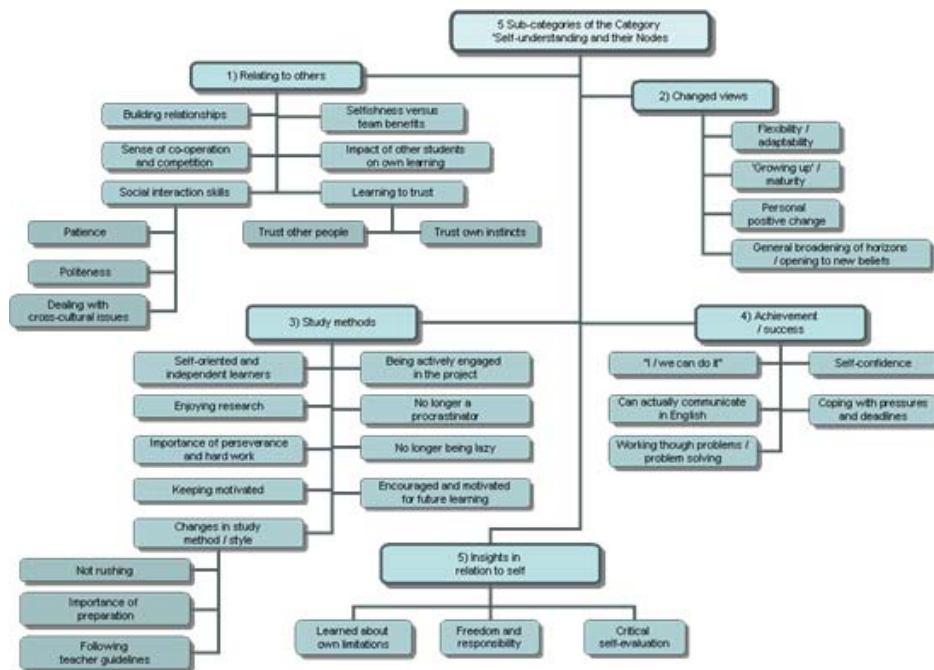 5 Sub-categories of the Category
'Self-understanding and their Nodes
1) Relating to others
Building relationships
Selfishness versus
team benefits
Sense of co-operation
and competition
Impact of other students
on own learning
Social interaction skills
Learning to trust
Patience
Politeness
Dealing with
cross-cultural issues
Trust other people
Trust own instincts
2) Changed views
Flexibility /
adaptability
'Growing up' /
maturity
Personal
positive change
General broadening of horizons
/ opening to new beliefs
3) Study methods
Self-oriented and
independent learners
Being actively engaged
in the project
Enjoying research
No longer a
procrastinator
Importance of perseverance
and hard work
No longer being lazy
Keeping motivated
Encouraged and motivated
for future learning
Changes in study
method / style
Not rushing
Importance of
preparation
Following
teacher guidelines
4) Achievement
/ success
"I / we can do it"
Self-confidence
Can actually communicate
in English
Coping with pressures
and deadlines
Working though problems /
problem solving
5) Insights in
relation to self
Learned about
own limitations
Freedom and
responsibility
Critical
self-evaluation